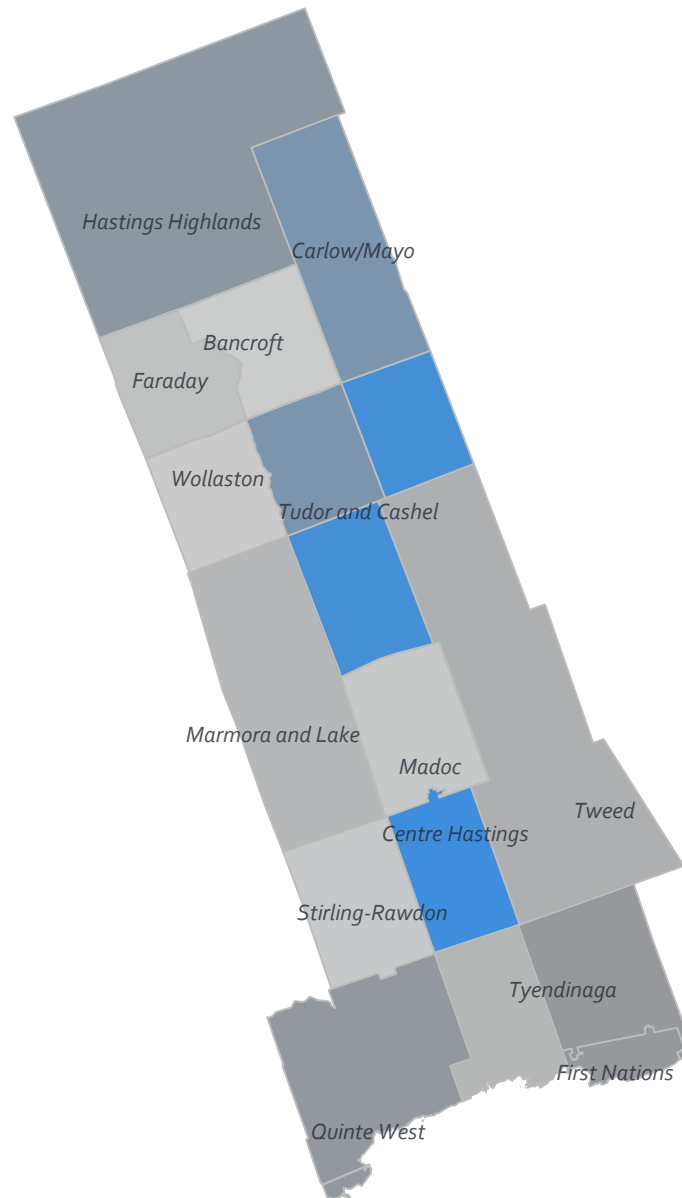 Hastings Highlands
Carlow/Mayo
Bancroft
Faraday
Wollaston
Tudor and Cashel
Marmora and Lake
Madoc
Tweed
Centre Hastings
Stirling-Rawdon
Tyendinaga
First Nations
Quinte West